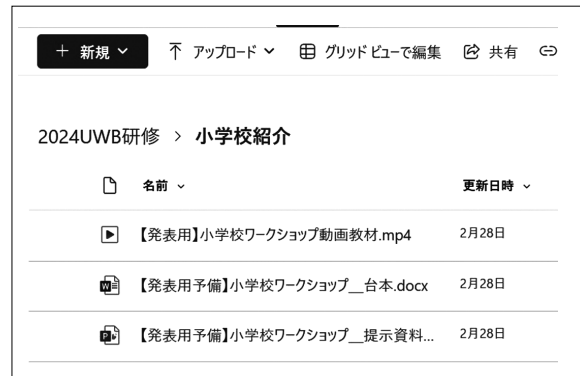 + 新規 アップロード グリッド ビューで編集 共有
2024UWB研修 > 小学校紹介
名前 更新日時
【発表用】小学校ワークショップ動画教材.mp4 2月28日
【発表用予備】小学校ワークショップ__台本.docx 2月28日
【発表用予備】小学校ワークショップ__提示資料... 2月28日